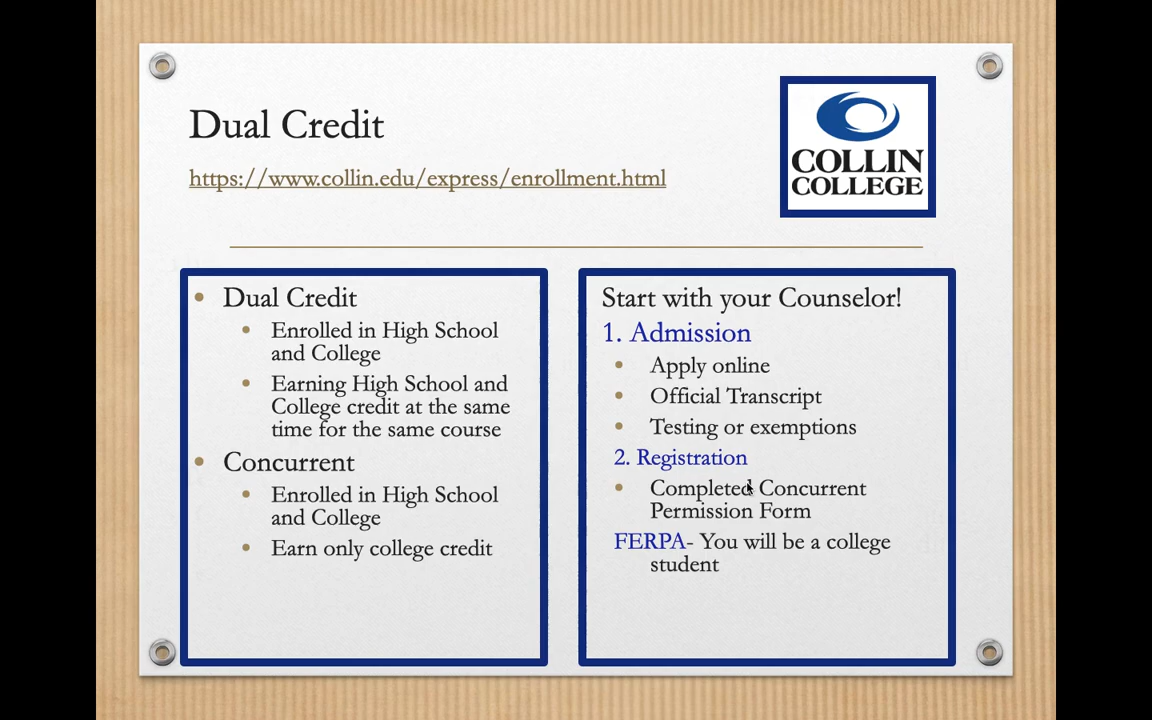 Dual Credit
https://www.collin.edu/express/enrollment.html
COLLIN
COLLEGE
Dual Credit
Enrolled in High School
and College
Earning High School and
College credit at the same
time for the same course
Concurrent
Enrolled in High School
and College
Earn only college credit
Start with your Counselor!
1. Admission
Apply online
Official Transcript
Testing or exemptions
2. Registration
Completed Concurrent
Permission Form
FERPA- You will be a college
student